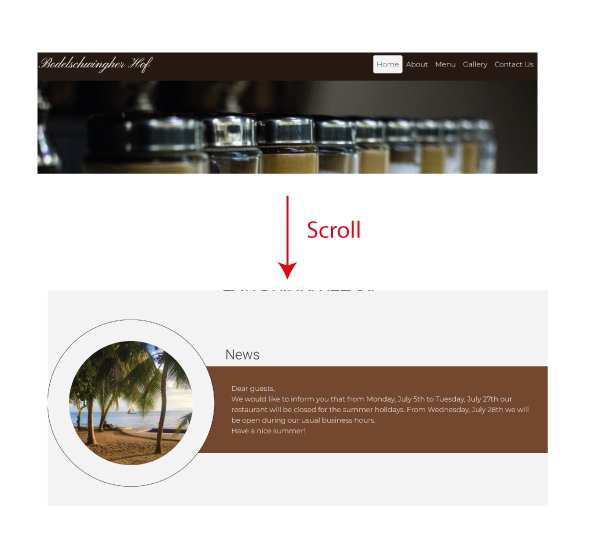 Bodelschwingher Hof
Home About Menu Gallery Contact Us
Scroll
News
Dear guests,
We would like to inform you that from Monday, July 5th to Tuesday, July 27th our
restaurant will be closed for the summer holidays. From Wednesday, July 28th we will
be open during our usual business hours.
Have a nice summer!